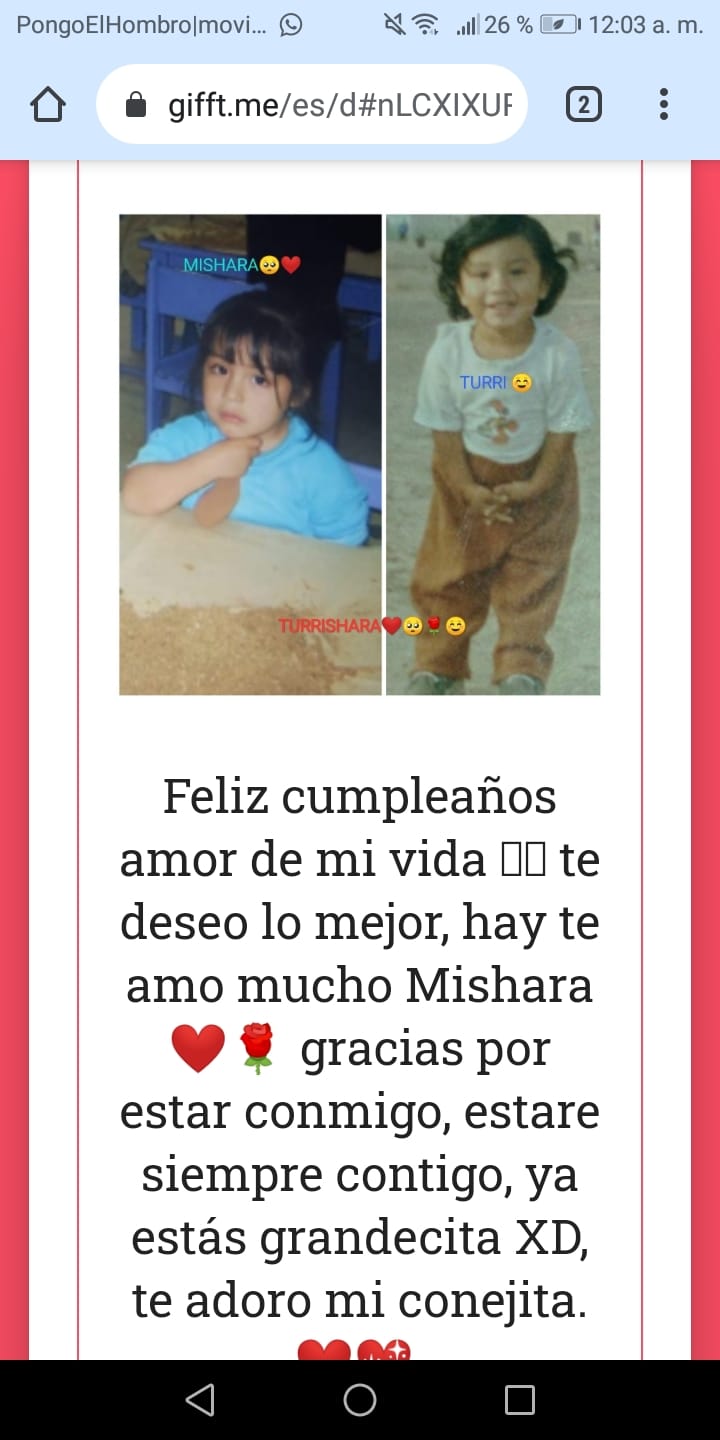 PongoElHombro|movi... 26 % 12:03 a. m.
gifft.me/es/d#nLCXIXUF 2
MISHARA🥺❤️
TURRI 😊
TURRISHARA❤️🥺🌹😊
Feliz cumpleaños
amor de mi vida te
deseo lo mejor, hay te
amo mucho Mishara
❤️🌹 gracias por
estar conmigo, estare
siempre contigo, ya
estás grandecita XD,
te adoro mi conejita.
❤️💖